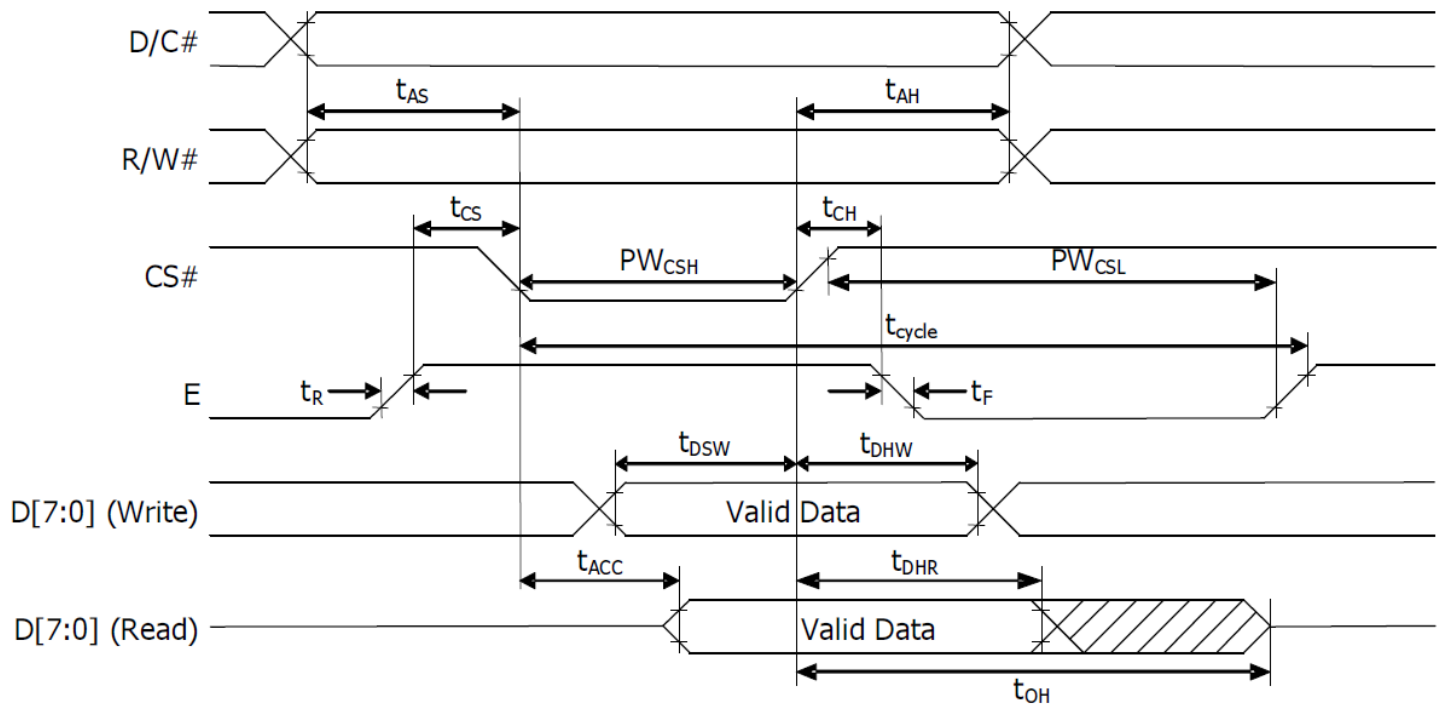 D/C#
tAS
tAH
R/W#
tCS
tCH
CS#
PWCSH
PWCSL
tcycle
E
tR
tF
tDSW
tDHW
D[7:0] (Write)
Valid Data
tACC
tDHR
D[7:0] (Read)
Valid Data
tOH